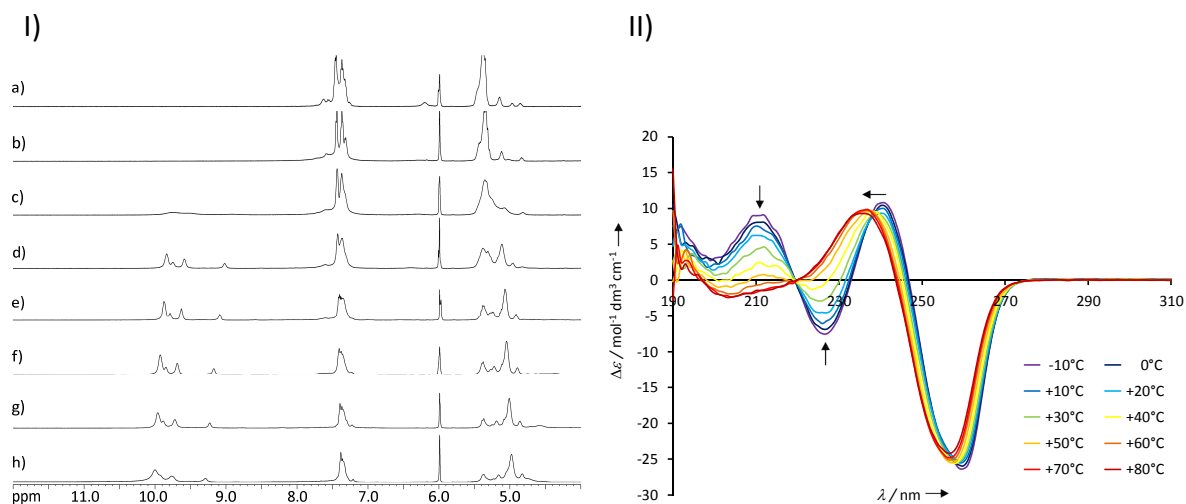 I)
II)
a)
b)
c)
d)
e)
f)
g)
h)
ppm 11.0 10.0 9.0 8.0 7.0 6.0 5.0
20
15
10
5
0
-5
-10
-15
-20
-25
-30
190 210 230 250 270 290 310
Δε / mol⁻¹ dm³ cm⁻¹ →
λ / nm →
-10°C 0°C
+10°C +20°C
+30°C +40°C
+50°C +60°C
+70°C +80°C